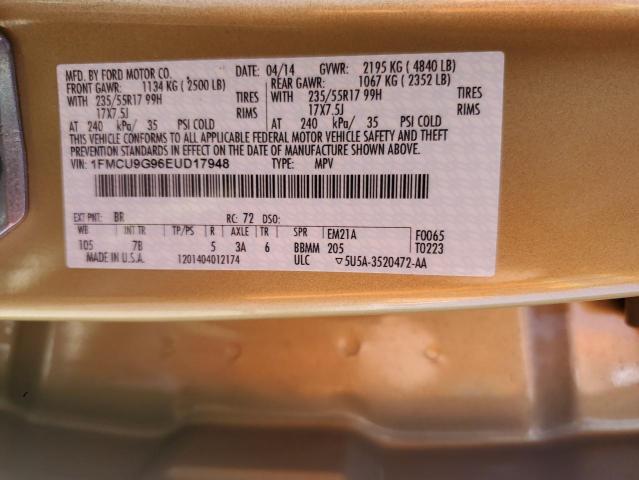 MFD. BY FORD MOTOR CO. DATE: 04/14 GVWR: 2195 KG ( 4840 LB)
FRONT GAWR: 1134 KG ( 2500 LB) REAR GAWR: 1067 KG ( 2352 LB)
WITH 235/55R17 99H TIRES WITH 235/55R17 99H TIRES
17X7.5J RIMS 17X7.5J RIMS
AT 240 kPa/ 35 PSI COLD AT 240 kPa/ 35 PSI COLD
THIS VEHICLE CONFORMS TO ALL APPLICABLE FEDERAL MOTOR VEHICLE SAFETY AND THEFT
PREVENTION STANDARDS IN EFFECT ON THE DATE OF MANUFACTURE SHOWN ABOVE.
VIN: 1FMCU9G96EUD17948 TYPE: MPV
EXT PNT: BR RC: 72 DSO:
WB INT TR TP/PS R AXLE TR SPR EM21A F0065
105 7B 5 3A 6 BBMM 205 T0223
MADE IN U.S.A. 1201404012174 ULC ▽5U5A-3520472-AA